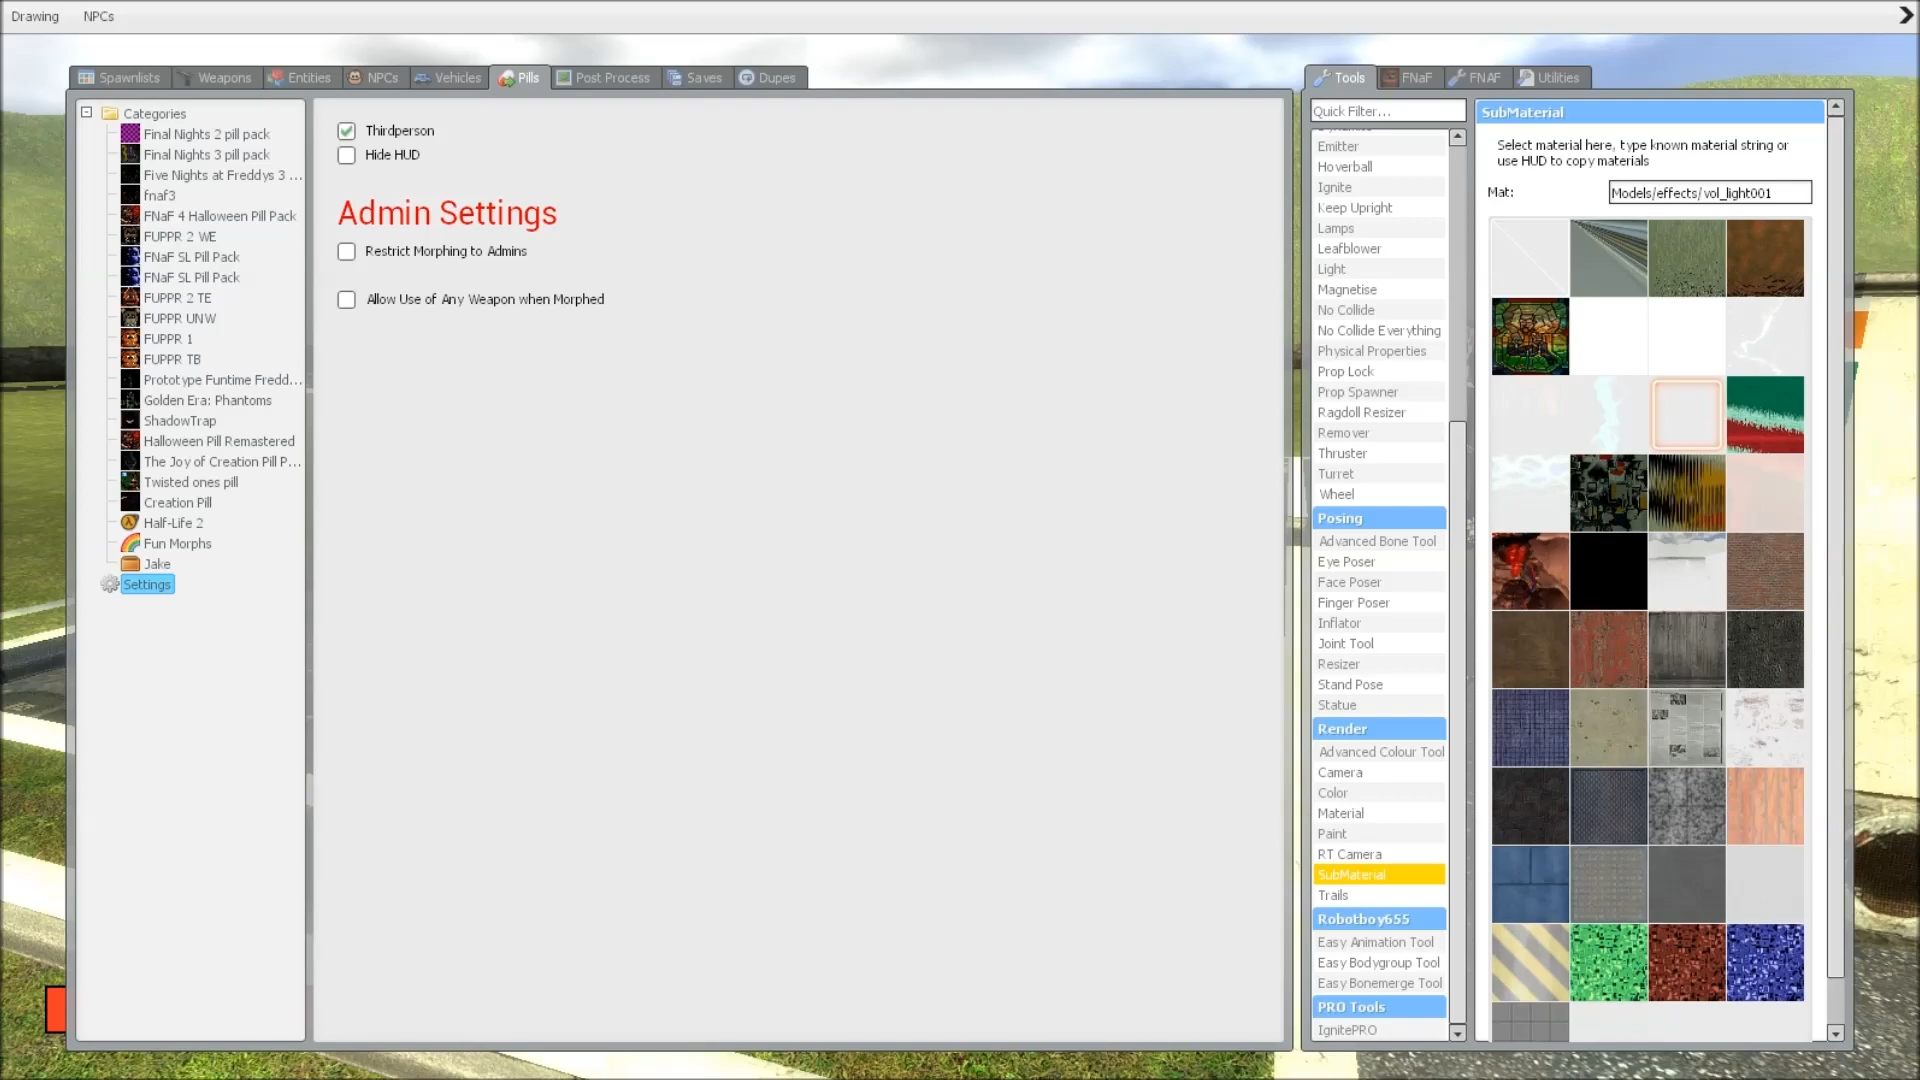 Drawing NPCs
Spawnlists Weapons Entities NPCs Vehicles Pills Post Process Saves Dupes
Categories
Final Nights 2 pill pack
Final Nights 3 pill pack
Five Nights at Freddys 3 ...
fnaf3
FNaF 4 Halloween Pill Pack
FUPPR 2 WE
FNaF SL Pill Pack
FNaF SL Pill Pack
FUPPR 2 TE
FUPPR UNW
FUPPR 1
FUPPR TB
Prototype Funtime Fredd...
Golden Era: Phantoms
ShadowTrap
Halloween Pill Remastered
The Joy of Creation Pill P...
Twisted ones pill
Creation Pill
Half-Life 2
Fun Morphs
Jake
Settings
Thirdperson
Hide HUD
Admin Settings
Restrict Morphing to Admins
Allow Use of Any Weapon when Morphed
Tools FNaF FNAF Utilities
Quick Filter...
Emitter
Hoverball
Ignite
Keep Upright
Lamps
Leafblower
Light
Magnetise
No Collide
No Collide Everything
Physical Properties
Prop Lock
Prop Spawner
Ragdoll Resizer
Remover
Thruster
Turret
Wheel
Posing
Advanced Bone Tool
Eye Poser
Face Poser
Finger Poser
Inflator
Joint Tool
Resizer
Stand Pose
Statue
Render
Advanced Colour Tool
Camera
Color
Material
Paint
RT Camera
SubMaterial
Trails
Robotboy655
Easy Animation Tool
Easy Bodygroup Tool
Easy Bonemerge Tool
PRO Tools
IgnitePRO
SubMaterial
Select material here, type known material string or
use HUD to copy materials
Mat: Models/effects/vol_light001